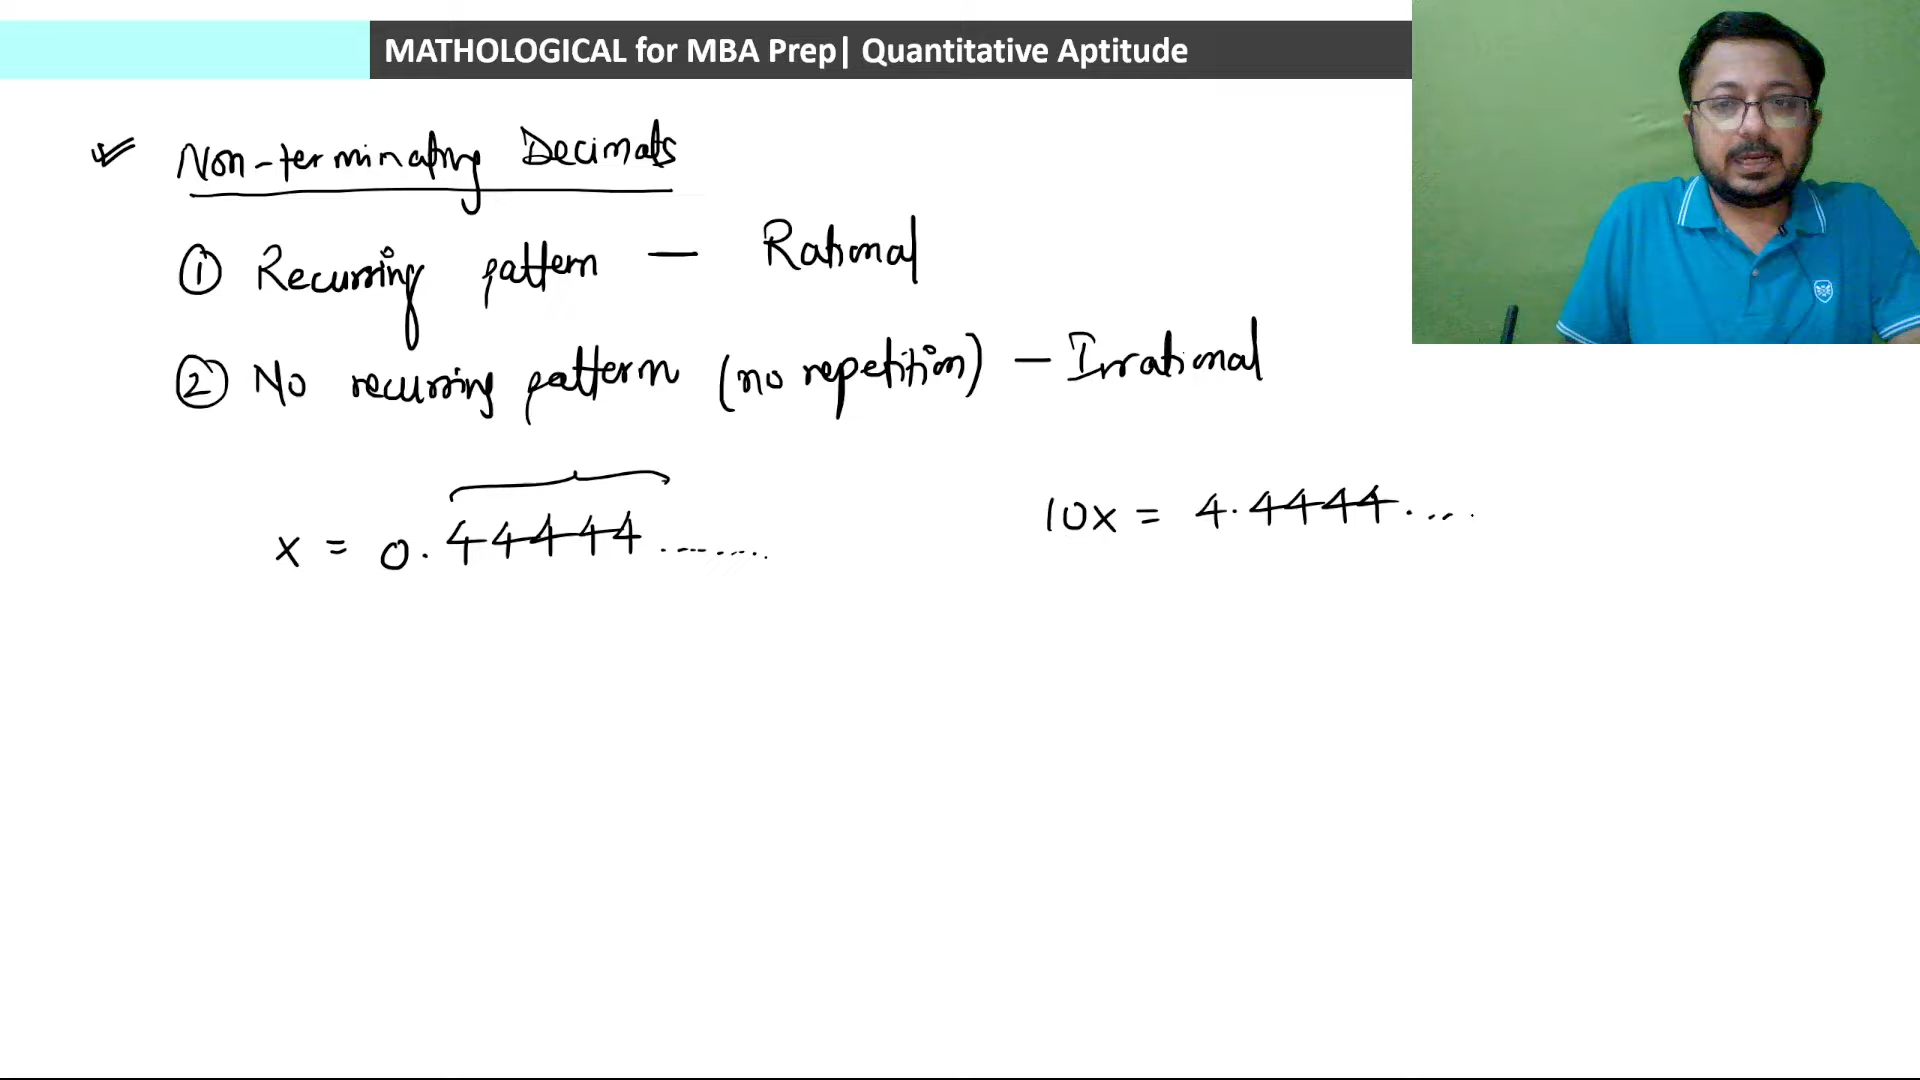 MATHOLOGICAL for MBA Prep| Quantitative Aptitude
Non-terminating Decimals
① Recurring pattern — Rational
② No recurring pattern (no repetition) — Irrational
x = 0.44444........ 10x = 4.4444.....